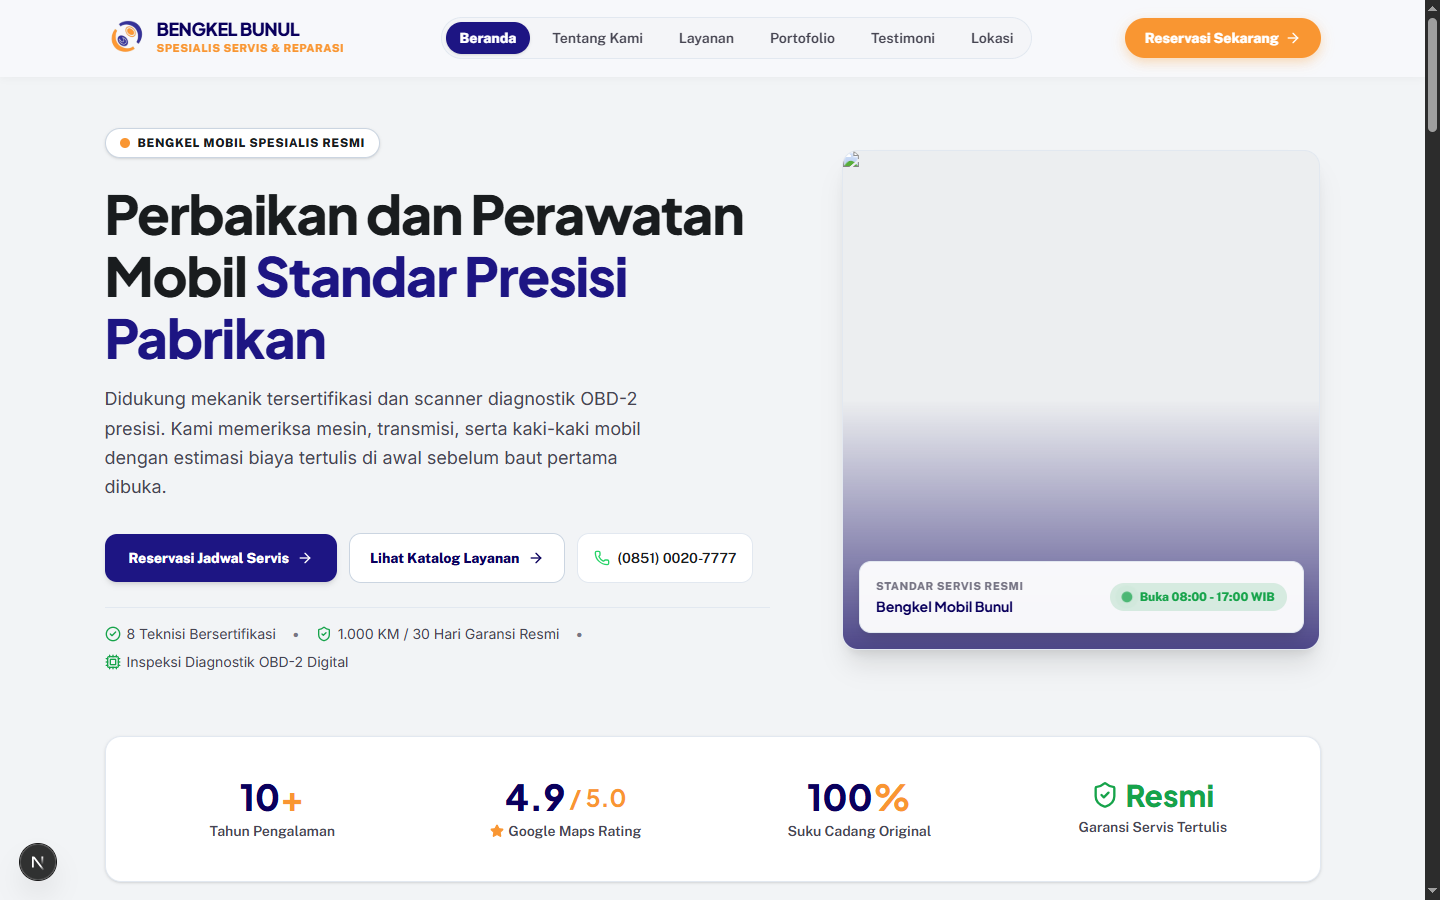 BENGKEL BUNUL
SPESIALIS SERVIS & REPARASI
Beranda
Tentang Kami
Layanan
Portofolio
Testimoni
Lokasi
Reservasi Sekarang
BENGKEL MOBIL SPESIALIS RESMI
Perbaikan dan Perawatan
Mobil Standar Presisi
Pabrikan
Didukung mekanik tersertifikasi dan scanner diagnostik OBD-2
presisi. Kami memeriksa mesin, transmisi, serta kaki-kaki mobil
dengan estimasi biaya tertulis di awal sebelum baut pertama
dibuka.
Reservasi Jadwal Servis
Lihat Katalog Layanan
(0851) 0020-7777
8 Teknisi Bersertifikasi • 1.000 KM / 30 Hari Garansi Resmi •
Inspeksi Diagnostik OBD-2 Digital
STANDAR SERVIS RESMI
Bengkel Mobil Bunul
Buka 08:00 - 17:00 WIB
10+
Tahun Pengalaman
4.9 / 5.0
Google Maps Rating
100%
Suku Cadang Original
Resmi
Garansi Servis Tertulis
N